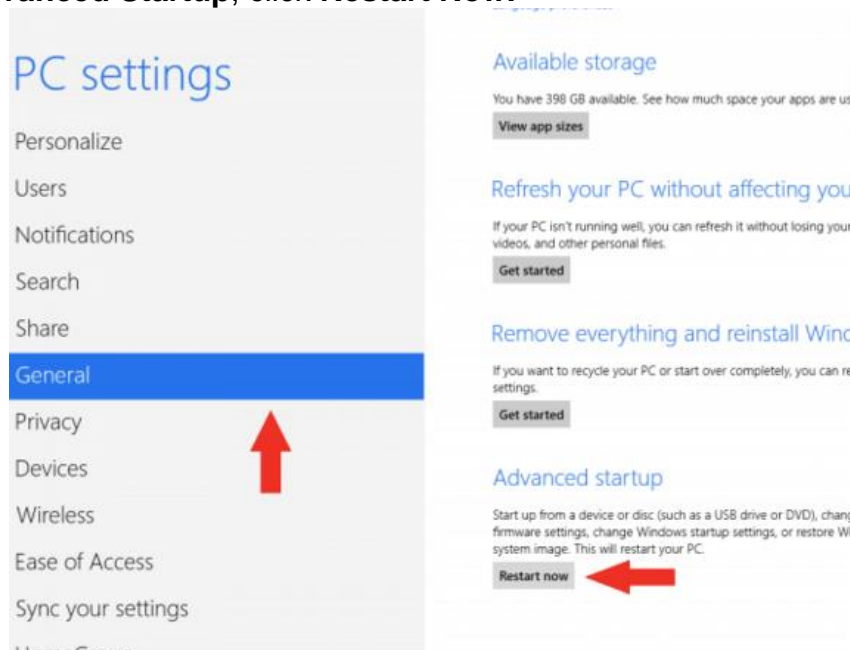 click Restart Now.
PC settings
Personalize
Users
Notifications
Search
Share
General
Privacy
Devices
Wireless
Ease of Access
Sync your settings
Available storage
You have 398 GB available. See how much space your apps are us
View app sizes
Refresh your PC without affecting you
If your PC isn't running well, you can refresh it without losing your
videos, and other personal files.
Get started
Remove everything and reinstall Wind
If you want to recycle your PC or start over completely, you can re
settings.
Get started
Advanced startup
Start up from a device or disc (such as a USB drive or DVD), chang
firmware settings, change Windows startup settings, or restore Wi
system image. This will restart your PC.
Restart now